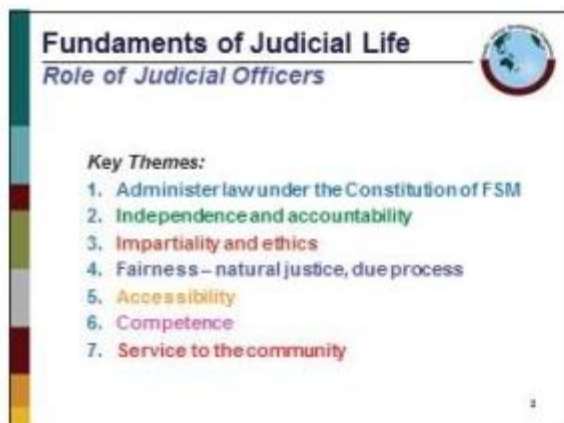 Fundaments of Judicial Life
Role of Judicial Officers
Key Themes:
1. Administer law under the Constitution of FSM
2. Independence and accountability
3. Impartiality and ethics
4. Fairness – natural justice, due process
5. Accessibility
6. Competence
7. Service to the community